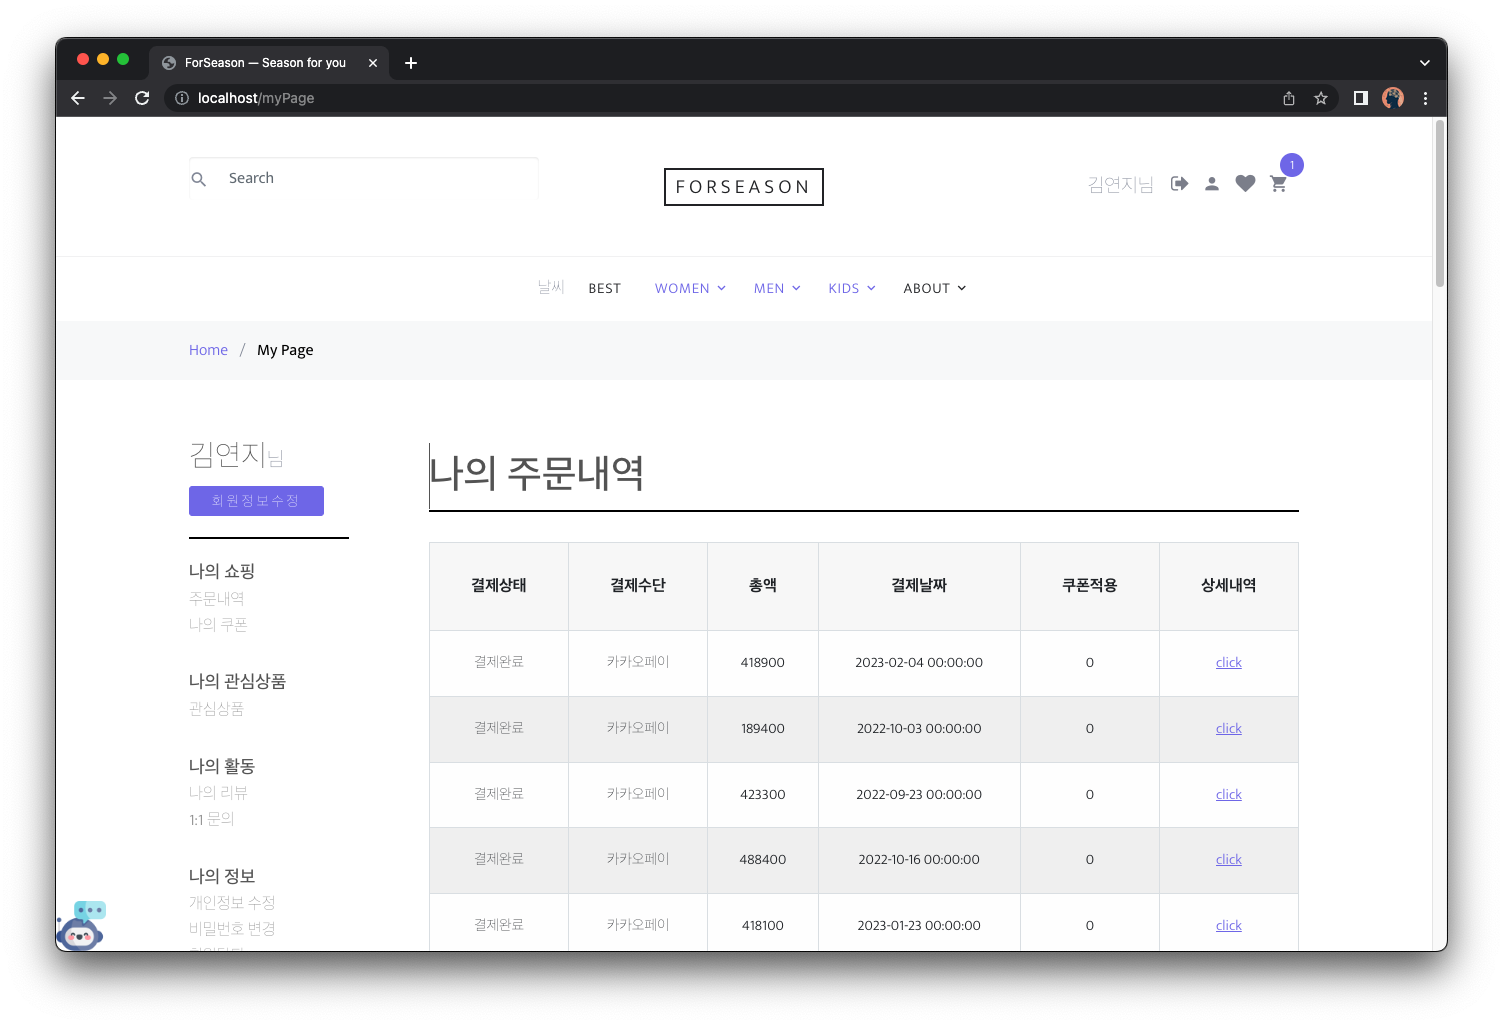 ForSeason — Season for you
localhost/myPage
Search
FORSEASON
김연지님
1
날씨 BEST WOMEN MEN KIDS ABOUT
Home / My Page
김연지님
회원정보수정
나의 쇼핑
주문내역
나의 쿠폰
나의 관심상품
관심상품
나의 활동
나의 리뷰
1:1 문의
나의 정보
개인정보 수정
비밀번호 변경
나의 주문내역
결제상태 결제수단 총액 결제날짜 쿠폰적용 상세내역
결제완료 카카오페이 418900 2023-02-04 00:00:00 0 click
결제완료 카카오페이 189400 2022-10-03 00:00:00 0 click
결제완료 카카오페이 423300 2022-09-23 00:00:00 0 click
결제완료 카카오페이 488400 2022-10-16 00:00:00 0 click
결제완료 카카오페이 418100 2023-01-23 00:00:00 0 click